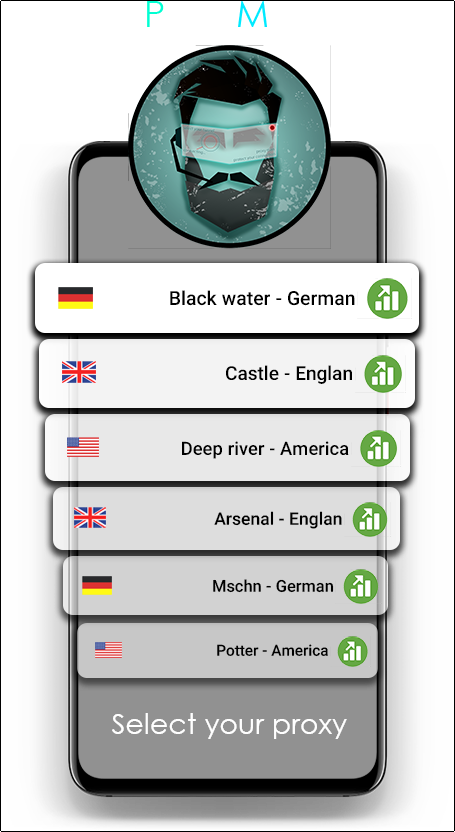 P M
Black water - German
Castle - Englan
Deep river - America
Arsenal - Englan
Mschn - German
Potter - America
Select your proxy